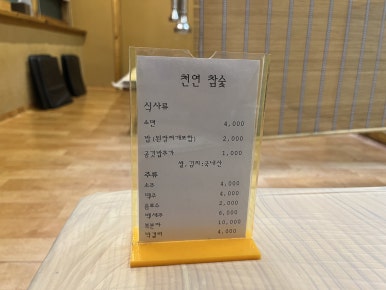 천연 참숯
식사류
소면 4,000
밥(된장찌개포함) 2,000
공기밥추가 1,000
쌀,김치:국내산
주류
소주 4,000
맥주 4,000
음료수 2,000
백세주 6,000
복분자 10,000
막걸리 4,000